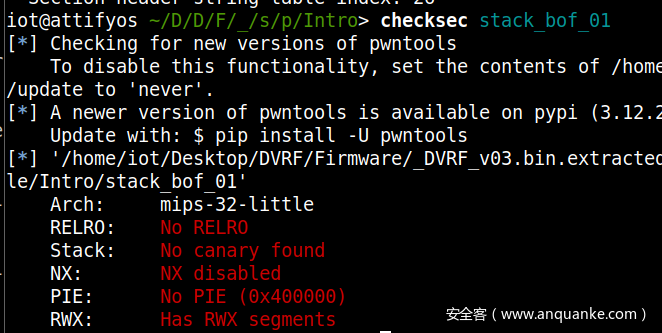 Section header string table index: 26
iot@attifyos ~/D/D/F/_/s/p/Intro> checksec stack_bof_01
[*] Checking for new versions of pwntools
    To disable this functionality, set the contents of /home
/update to 'never'.
[*] A newer version of pwntools is available on pypi (3.12.2
    Update with: $ pip install -U pwntools
[*] '/home/iot/Desktop/DVRF/Firmware/_DVRF_v03.bin.extracted
le/Intro/stack_bof_01'
    Arch:     mips-32-little
    RELRO:    No RELRO
    Stack:    No canary found
    NX:       NX disabled
    PIE:      No PIE (0x400000)
    RWX:      Has RWX segments
安全客（www.anquanke.com）